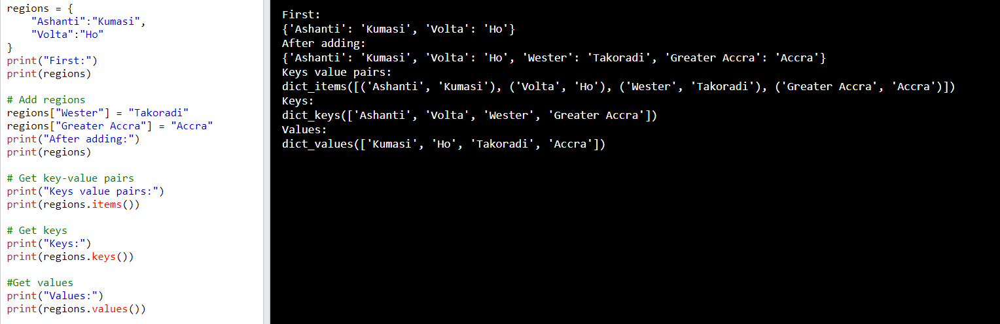 regions = {
    "Ashanti":"Kumasi",
    "Volta":"Ho"
}
print("First:")
print(regions)

# Add regions
regions["Wester"] = "Takoradi"
regions["Greater Accra"] = "Accra"
print("After adding:")
print(regions)

# Get key-value pairs
print("Keys value pairs:")
print(regions.items())

# Get keys
print("Keys:")
print(regions.keys())

#Get values
print("Values:")
print(regions.values())

First:
{'Ashanti': 'Kumasi', 'Volta': 'Ho'}
After adding:
{'Ashanti': 'Kumasi', 'Volta': 'Ho', 'Wester': 'Takoradi', 'Greater Accra': 'Accra'}
Keys value pairs:
dict_items([('Ashanti', 'Kumasi'), ('Volta', 'Ho'), ('Wester', 'Takoradi'), ('Greater Accra', 'Accra')])
Keys:
dict_keys(['Ashanti', 'Volta', 'Wester', 'Greater Accra'])
Values:
dict_values(['Kumasi', 'Ho', 'Takoradi', 'Accra'])